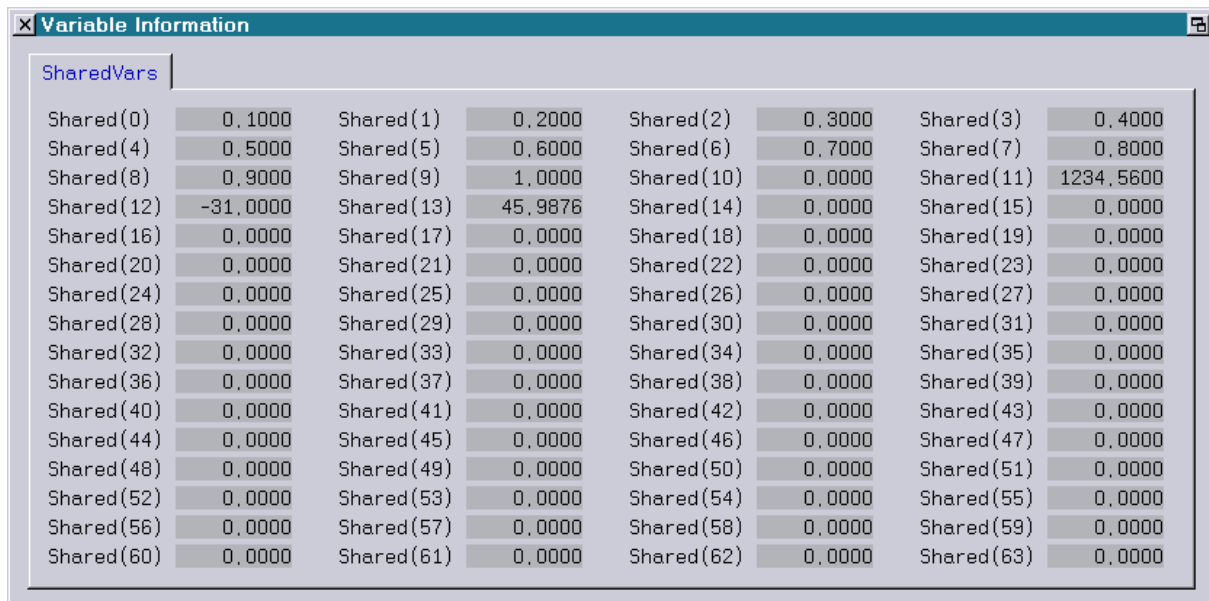 Variable Information
SharedVars
Shared(0) 0.1000 Shared(1) 0.2000 Shared(2) 0.3000 Shared(3) 0.4000
Shared(4) 0.5000 Shared(5) 0.6000 Shared(6) 0.7000 Shared(7) 0.8000
Shared(8) 0.9000 Shared(9) 1.0000 Shared(10) 0.0000 Shared(11) 1234.5600
Shared(12) -31.0000 Shared(13) 45.9876 Shared(14) 0.0000 Shared(15) 0.0000
Shared(16) 0.0000 Shared(17) 0.0000 Shared(18) 0.0000 Shared(19) 0.0000
Shared(20) 0.0000 Shared(21) 0.0000 Shared(22) 0.0000 Shared(23) 0.0000
Shared(24) 0.0000 Shared(25) 0.0000 Shared(26) 0.0000 Shared(27) 0.0000
Shared(28) 0.0000 Shared(29) 0.0000 Shared(30) 0.0000 Shared(31) 0.0000
Shared(32) 0.0000 Shared(33) 0.0000 Shared(34) 0.0000 Shared(35) 0.0000
Shared(36) 0.0000 Shared(37) 0.0000 Shared(38) 0.0000 Shared(39) 0.0000
Shared(40) 0.0000 Shared(41) 0.0000 Shared(42) 0.0000 Shared(43) 0.0000
Shared(44) 0.0000 Shared(45) 0.0000 Shared(46) 0.0000 Shared(47) 0.0000
Shared(48) 0.0000 Shared(49) 0.0000 Shared(50) 0.0000 Shared(51) 0.0000
Shared(52) 0.0000 Shared(53) 0.0000 Shared(54) 0.0000 Shared(55) 0.0000
Shared(56) 0.0000 Shared(57) 0.0000 Shared(58) 0.0000 Shared(59) 0.0000
Shared(60) 0.0000 Shared(61) 0.0000 Shared(62) 0.0000 Shared(63) 0.0000